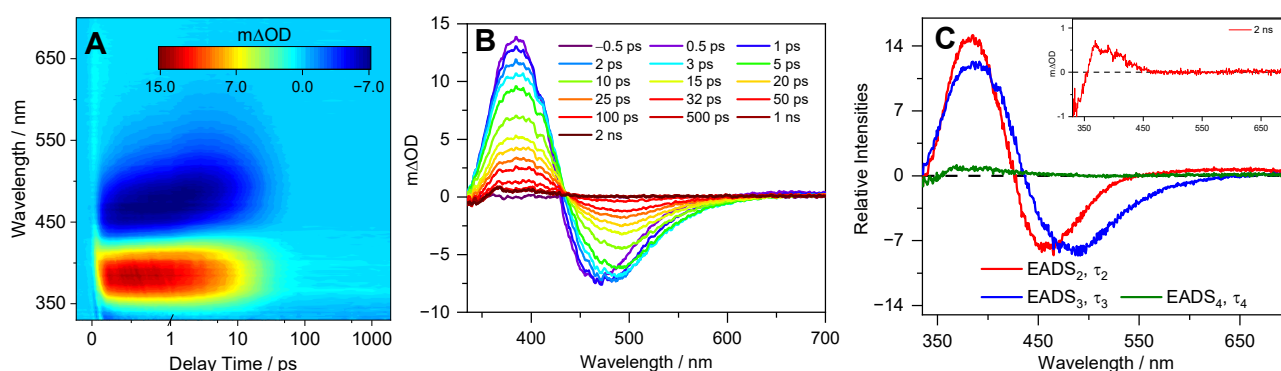 A
mΔOD
15.0 7.0 0.0 -7.0
Wavelength / nm
650
550
450
350
0 1 10 100 1000
Delay Time / ps
B
−0.5 ps 0.5 ps 1 ps
2 ps 3 ps 5 ps
10 ps 15 ps 20 ps
25 ps 32 ps 50 ps
100 ps 500 ps 1 ns
2 ns
mΔOD
15
10
5
0
−5
−10
400 500 600 700
Wavelength / nm
C
Relative Intensities
14
7
0
−7
−14
mΔOD
1
0
-1
2 ns
350 450 550 650
EADS2, τ2
EADS3, τ3 EADS4, τ4
350 450 550 650
Wavelength / nm